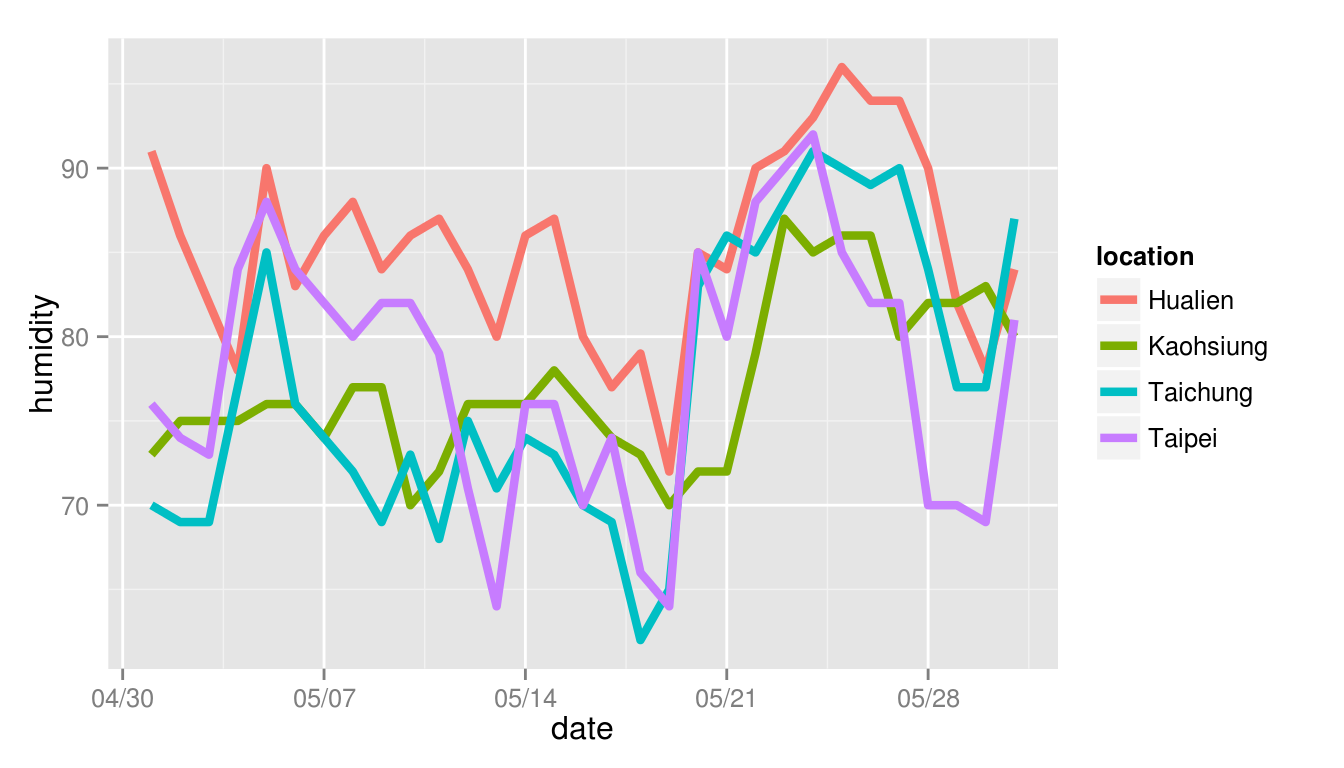 humidity
90
80
70
04/30 05/07 05/14 05/21 05/28
date
location
Hualien
Kaohsiung
Taichung
Taipei